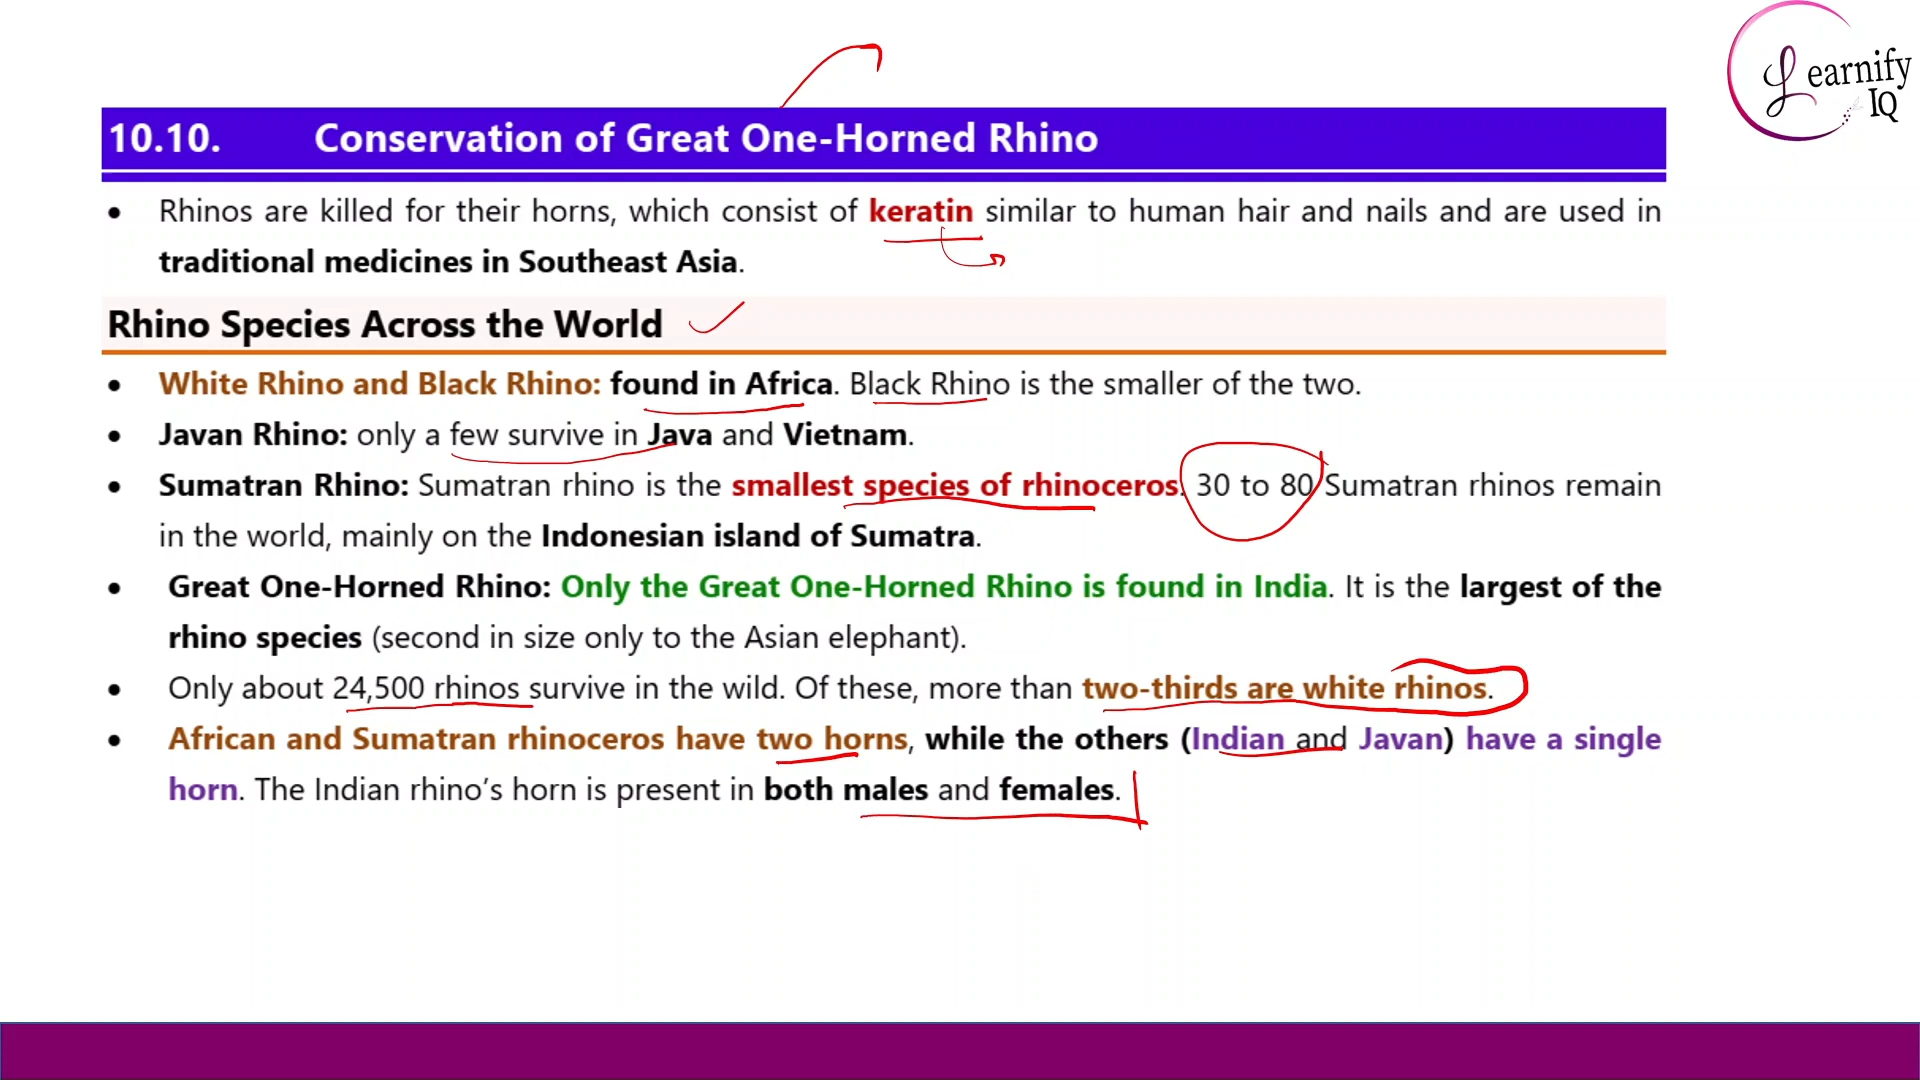 Learnify
IQ
10.10. Conservation of Great One-Horned Rhino
• Rhinos are killed for their horns, which consist of keratin similar to human hair and nails and are used in
traditional medicines in Southeast Asia.
Rhino Species Across the World
• White Rhino and Black Rhino: found in Africa. Black Rhino is the smaller of the two.
• Javan Rhino: only a few survive in Java and Vietnam.
• Sumatran Rhino: Sumatran rhino is the smallest species of rhinoceros. 30 to 80 Sumatran rhinos remain
in the world, mainly on the Indonesian island of Sumatra.
• Great One-Horned Rhino: Only the Great One-Horned Rhino is found in India. It is the largest of the
rhino species (second in size only to the Asian elephant).
• Only about 24,500 rhinos survive in the wild. Of these, more than two-thirds are white rhinos.
• African and Sumatran rhinoceros have two horns, while the others (Indian and Javan) have a single
horn. The Indian rhino’s horn is present in both males and females.